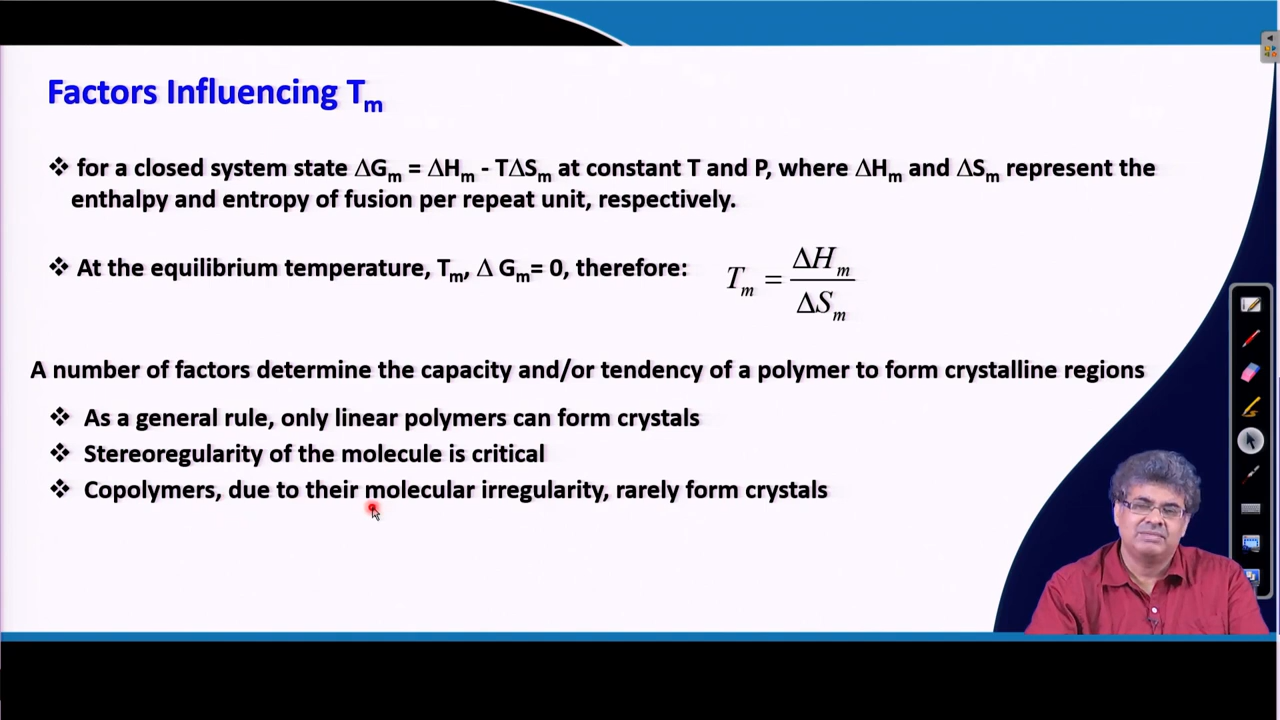 Factors Influencing Tm
❖ for a closed system state ΔGm = ΔHm - TΔSm at constant T and P, where ΔHm and ΔSm represent the
enthalpy and entropy of fusion per repeat unit, respectively.
❖ At the equilibrium temperature, Tm, Δ Gm= 0, therefore: Tm = ΔHm / ΔSm
A number of factors determine the capacity and/or tendency of a polymer to form crystalline regions
❖ As a general rule, only linear polymers can form crystals
❖ Stereoregularity of the molecule is critical
❖ Copolymers, due to their molecular irregularity, rarely form crystals